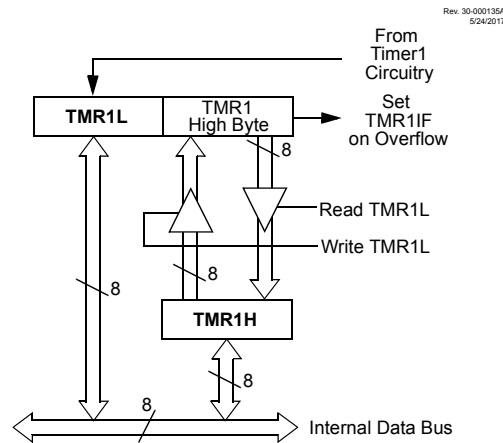 Rev. 30-000135A
5/24/2017
From
Timer1
Circuitry
TMR1L
TMR1
High Byte
Set
TMR1IF
on Overflow
8
Read TMR1L
Write TMR1L
8
8
TMR1H
8
8
Internal Data Bus